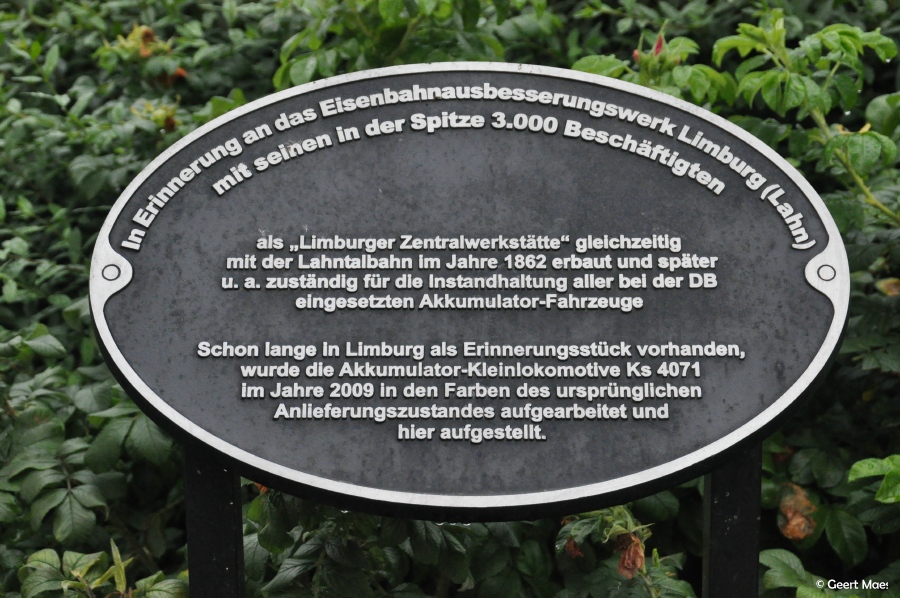 In Erinnerung an das Eisenbahnausbesserungswerk Limburg (Lahn)
mit seinen in der Spitze 3.000 Beschäftigten
als „Limburger Zentralwerkstätte“ gleichzeitig
mit der Lahntalbahn im Jahre 1862 erbaut und später
u. a. zuständig für die Instandhaltung aller bei der DB
eingesetzten Akkumulator-Fahrzeuge
Schon lange in Limburg als Erinnerungsstück vorhanden,
wurde die Akkumulator-Kleinlokomotive Ks 4071
im Jahre 2009 in den Farben des ursprünglichen
Anlieferungszustandes aufgearbeitet und
hier aufgestellt.
© Geert Maes